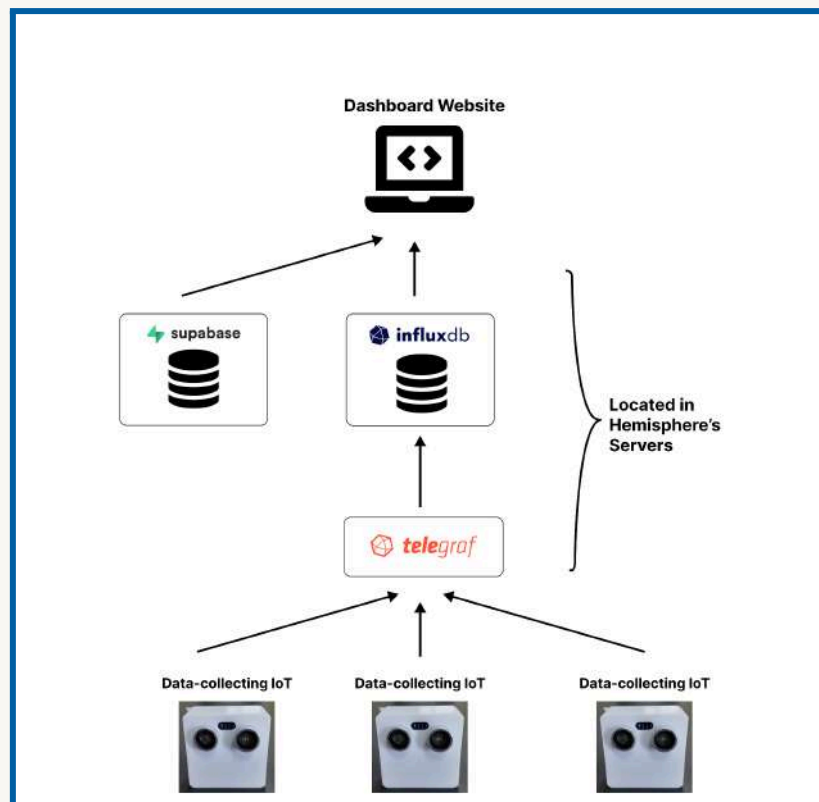 Dashboard Website
supabase
influxdb
Located in
Hemisphere's
Servers
telegraf
Data-collecting IoT
Data-collecting IoT
Data-collecting IoT